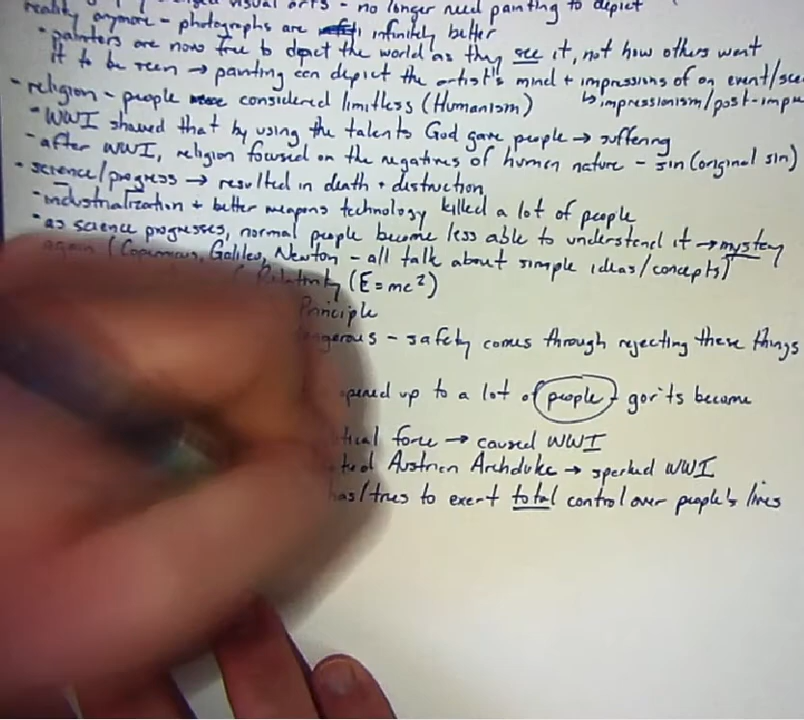 visual arts - no longer need painting to depict
reality anymore - photographs are infinitely better
• painters are now free to depict the world as they see it, not how others want
it to be seen → painting can depict the artist's mind + impressions of an event/sce
↳ impressionism/post-impr
- religion - people were considered limitless (Humanism)
• WWI showed that by using the talents God gave people → suffering
- after WWI, religion focused on the negatives of human nature - sin (original sin)
• science/progress → resulted in death + distruction
• industrialization + better weapons technology killed a lot of people
• as science progresses, normal people become less able to understand it → mystery
again (Copernicus, Galileo, Newton - all talk about simple ideas/concepts)
Relativity (E=mc²)
Principle
dangerous - safety comes through rejecting these things
opened up to a lot of people + gov'ts become
tical force → caused WWI
ted Austrian Archduke → sparked WWI
has/tries to exert total control over people's lives